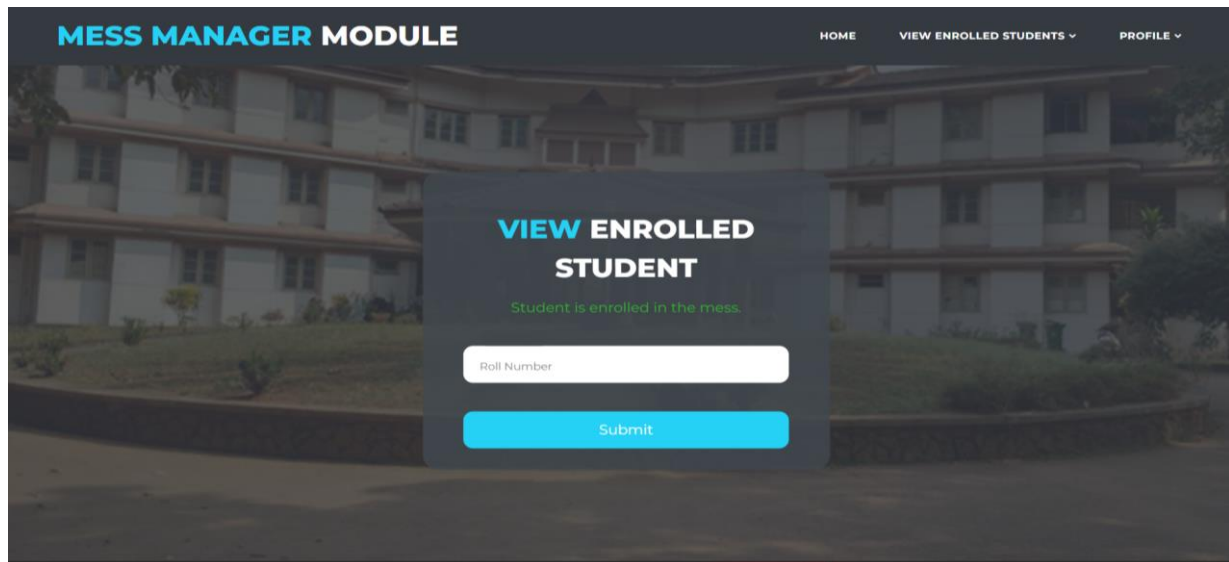 MESS MANAGER MODULE
HOME
VIEW ENROLLED STUDENTS
PROFILE
VIEW ENROLLED
STUDENT
Student is enrolled in the mess.
Roll Number
Submit